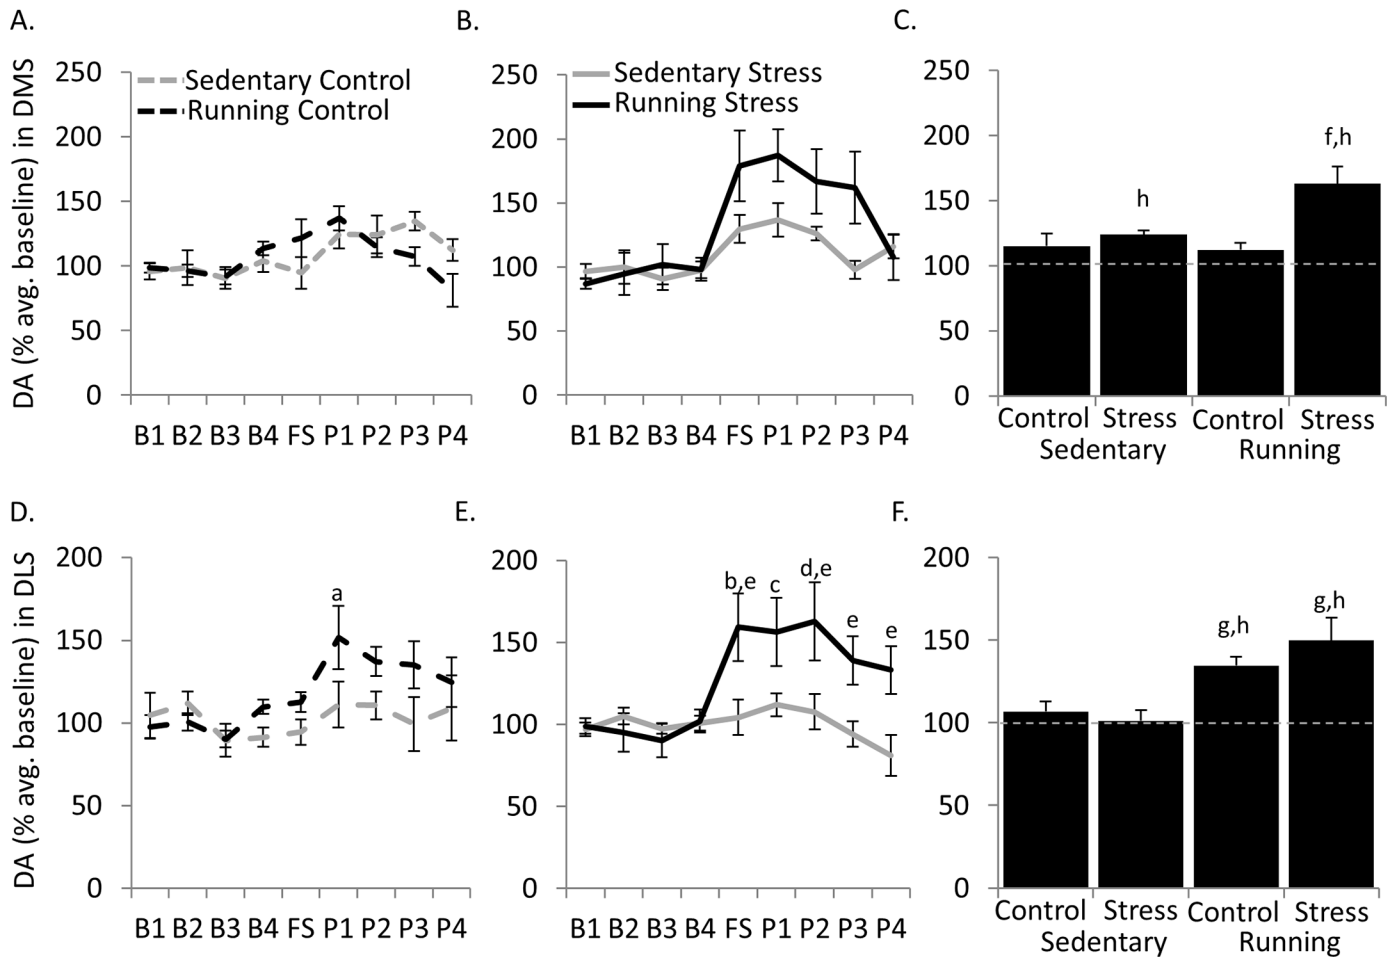 A.
DA (% avg. baseline) in DMS
250
200
150
100
50
0
Sedentary Control
Running Control
B1 B2 B3 B4 FS P1 P2 P3 P4
B.
250
200
150
100
50
0
Sedentary Stress
Running Stress
B1 B2 B3 B4 FS P1 P2 P3 P4
C.
250
200
150
100
50
0
h
f,h
Control Stress Control Stress
Sedentary Running
D.
DA (% avg. baseline) in DLS
200
150
100
50
0
a
B1 B2 B3 B4 FS P1 P2 P3 P4
E.
200
150
100
50
0
b,e
c
d,e
e
e
B1 B2 B3 B4 FS P1 P2 P3 P4
F.
200
150
100
50
0
g,h
g,h
Control Stress Control Stress
Sedentary Running